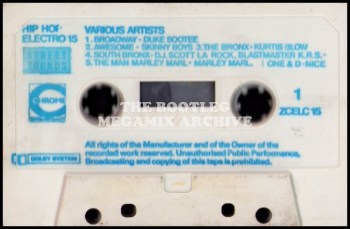 HIP HOP
ELECTRO 15
VARIOUS ARTISTS
1. BROADWAY - DUKE BOOTEE
2. AWESOME - SKINNY BOYS 3. THE BRONX - KURTIS BLOW
4. SOUTH BRONX - D.J. SCOTT LA ROCK, BLASTMASTER K.R.S. -
5. THE MAN MARLEY MARL - MARLEY MARL. ONE & D-NICE
STREET
SOUNDS
CHROME
THE BOOTLEG
MEGAMIX ARCHIVE
1
ZCELC 15
All rights of the Manufacturer and of the Owner of the
recorded work reserved. Unauthorised Public Performance,
Broadcasting and copying of this tape is prohibited.
DOLBY SYSTEM